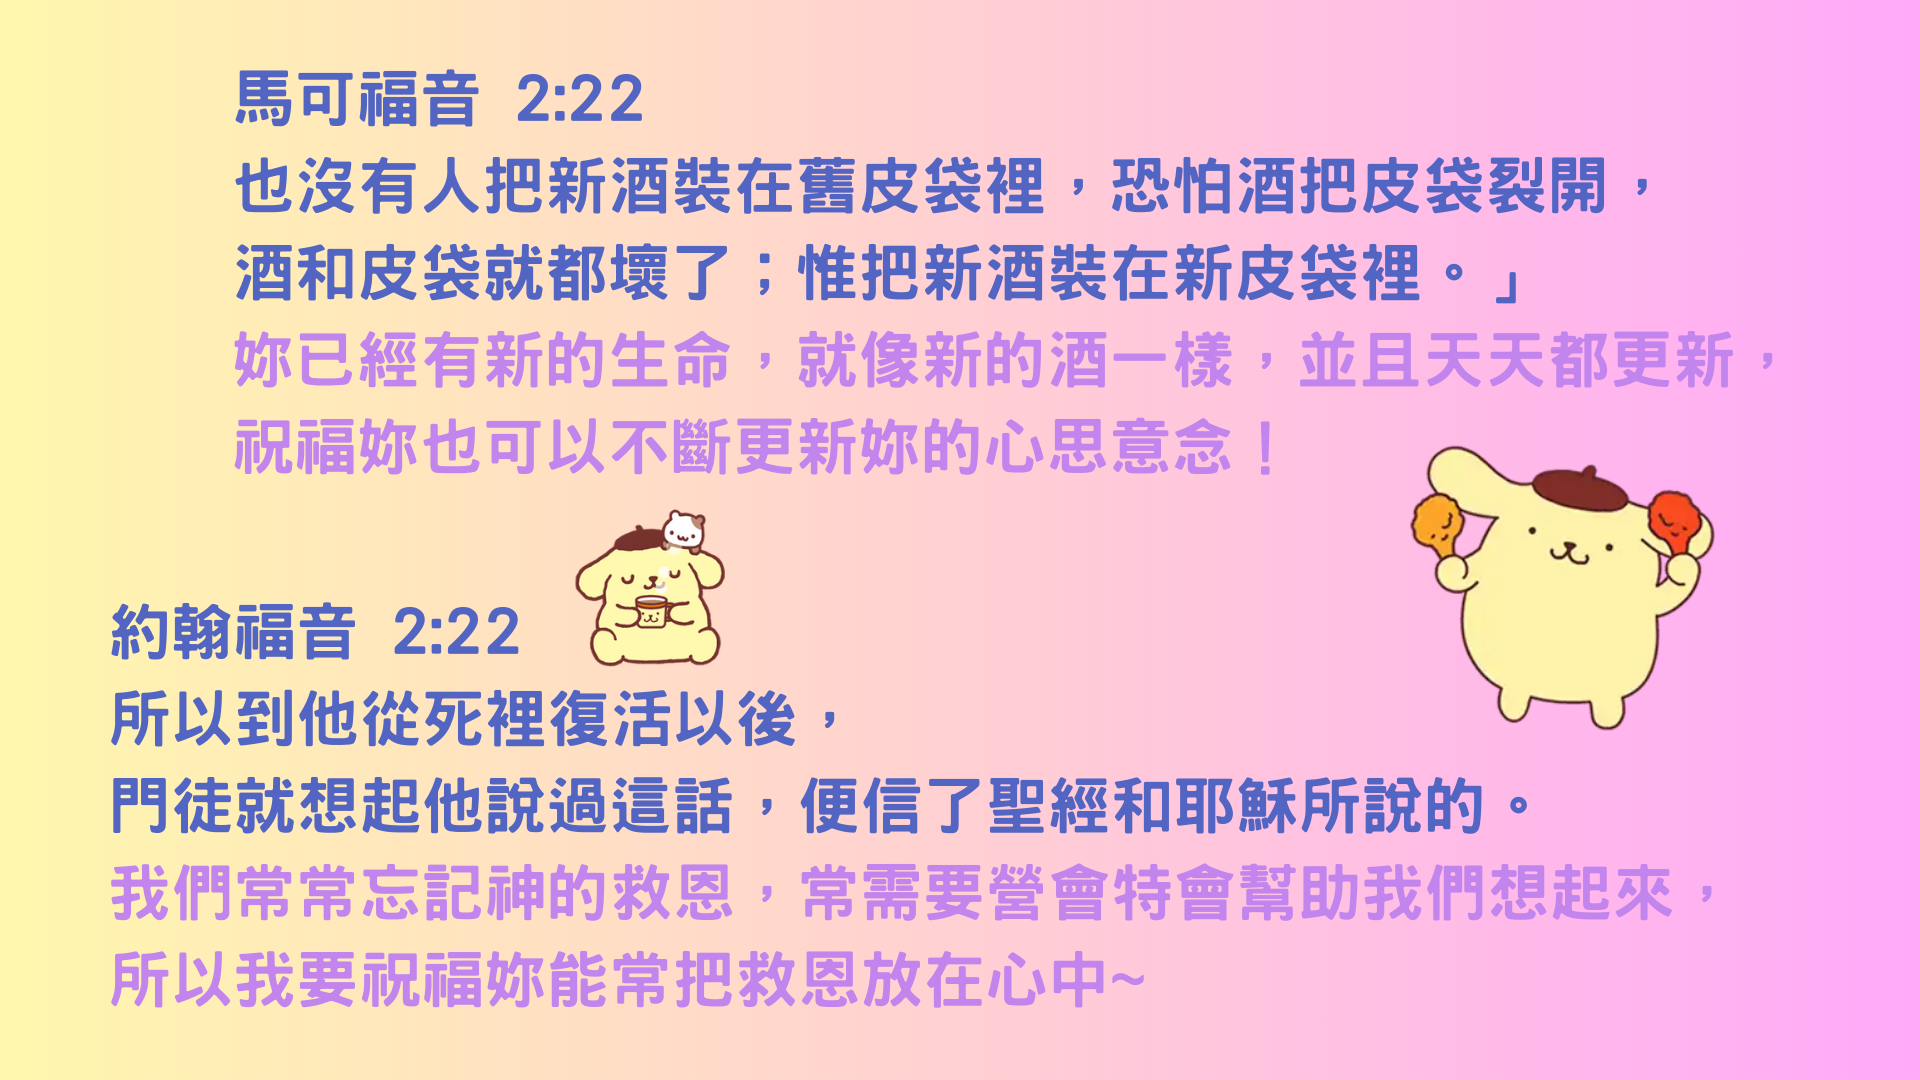 馬可福音 2:22
也沒有人把新酒裝在舊皮袋裡，恐怕酒把皮袋裂開，
酒和皮袋就都壞了；惟把新酒裝在新皮袋裡。」
妳已經有新的生命，就像新的酒一樣，並且天天都更新，
祝福妳也可以不斷更新妳的心思意念！
約翰福音 2:22
所以到他從死裡復活以後，
門徒就想起他說過這話，便信了聖經和耶穌所說的。
我們常常忘記神的救恩，常需要營會特會幫助我們想起來，
所以我要祝福妳能常把救恩放在心中~